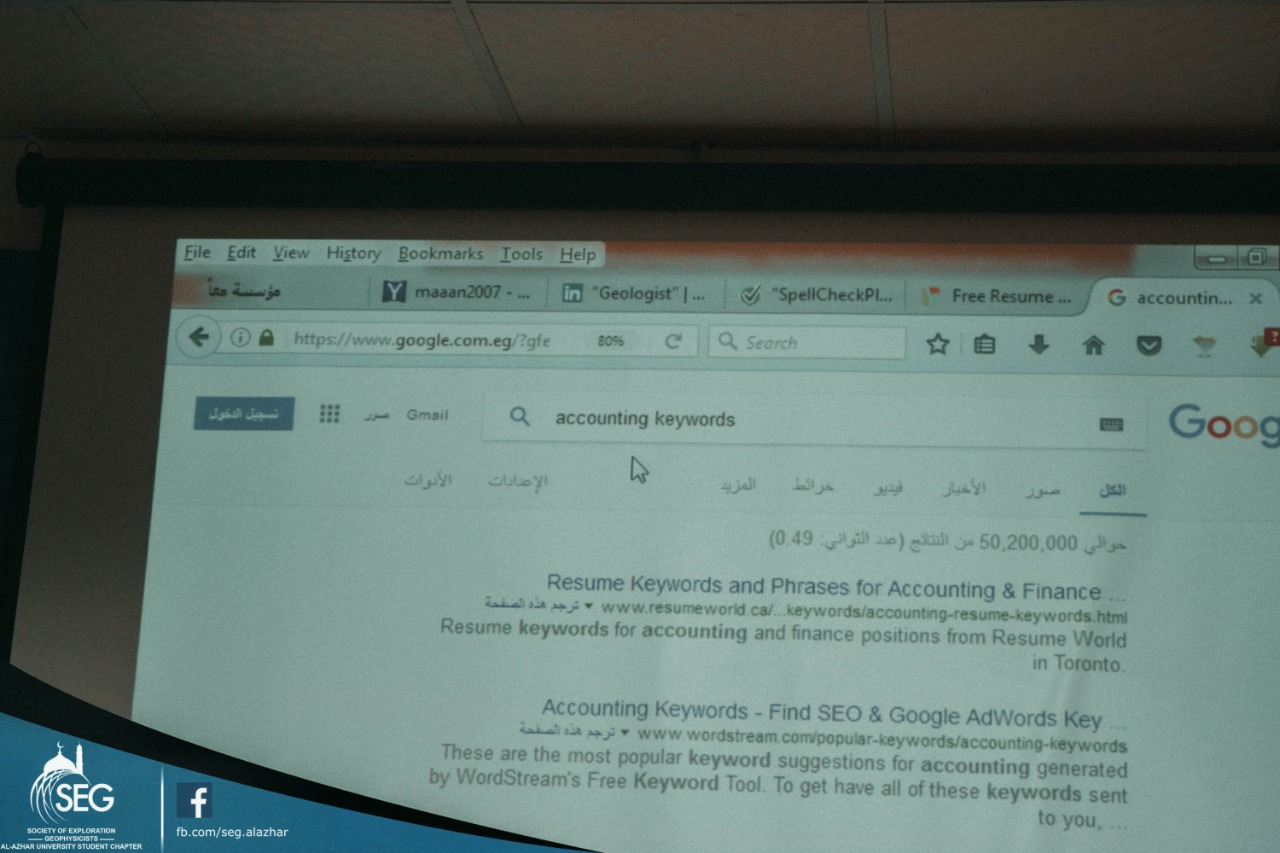 File Edit View History Bookmarks Tools Help
مؤسسة معاً
maaan2007 - ...
in "Geologist" | ...
"SpellCheckPl...
Free Resume ...
accountin...
https://www.google.com.eg/?gfe 80% Search
تسجيل الدخول
صور
Gmail
accounting keywords
Goog
الكل صور الأخبار فيديو خرائط المزيد الإعدادات الأدوات
حوالي 50,200,000 من النتائج (عدد الثواني: 0.49)
Resume Keywords and Phrases for Accounting & Finance ...
www.resumeworld.ca/...keywords/accounting-resume-keywords.html ترجم هذه الصفحة
Resume keywords for accounting and finance positions from Resume World
in Toronto.
Accounting Keywords - Find SEO & Google AdWords Key ...
www.wordstream.com/popular-keywords/accounting-keywords ترجم هذه الصفحة
These are the most popular keyword suggestions for accounting generated
by WordStream's Free Keyword Tool. To get have all of these keywords sent
to you, ...
SEG
SOCIETY OF EXPLORATION
GEOPHYSICISTS
AL-AZHAR UNIVERSITY STUDENT CHAPTER
f
fb.com/seg.alazhar